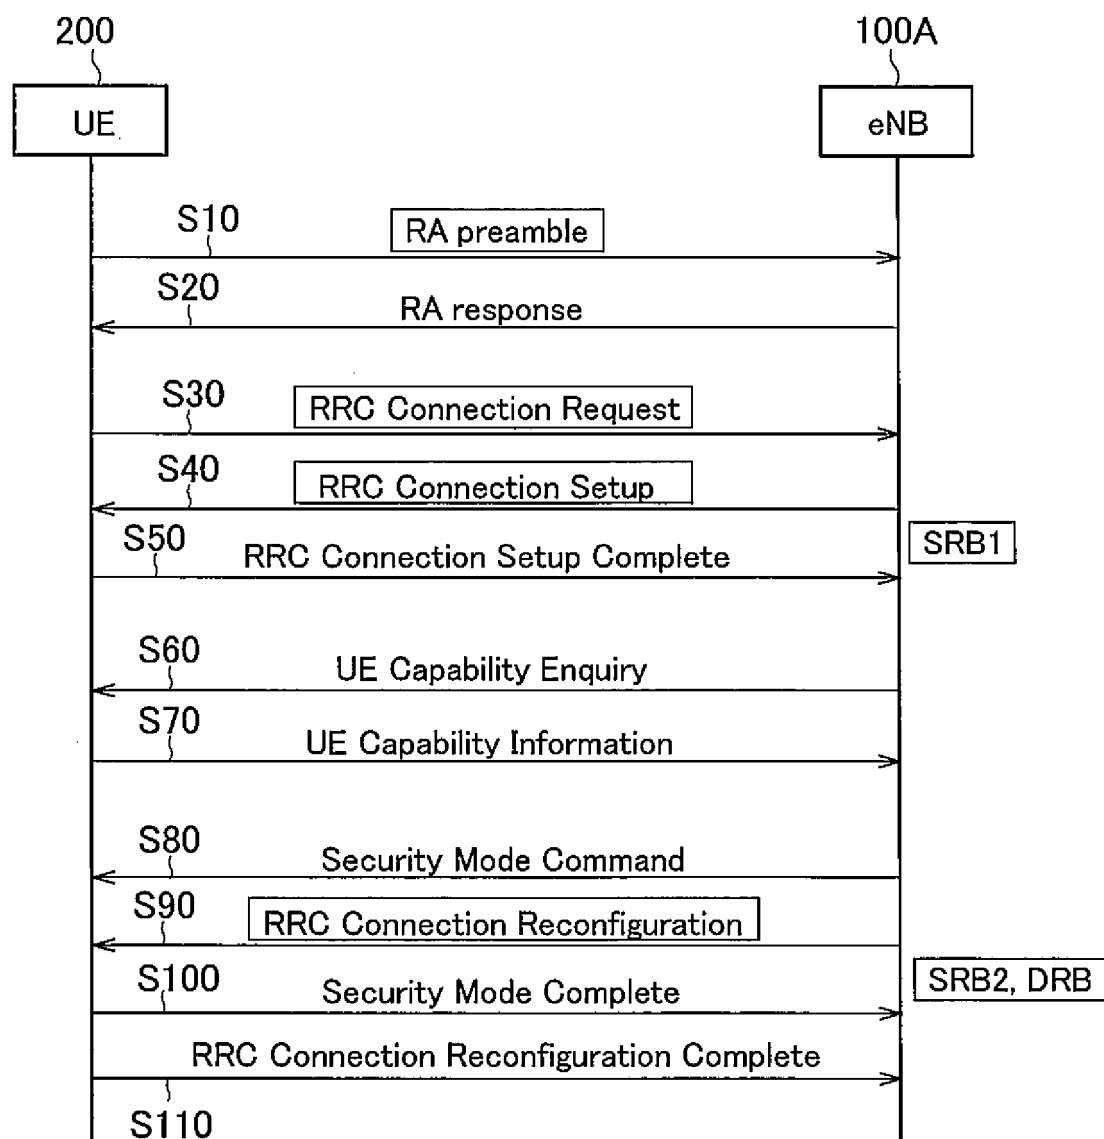 200
100A
UE
eNB
S10
RA preamble
S20
RA response
S30
RRC Connection Request
S40
RRC Connection Setup
S50
RRC Connection Setup Complete
SRB1
S60
UE Capability Enquiry
S70
UE Capability Information
S80
Security Mode Command
S90
RRC Connection Reconfiguration
S100
Security Mode Complete
SRB2, DRB
RRC Connection Reconfiguration Complete
S110